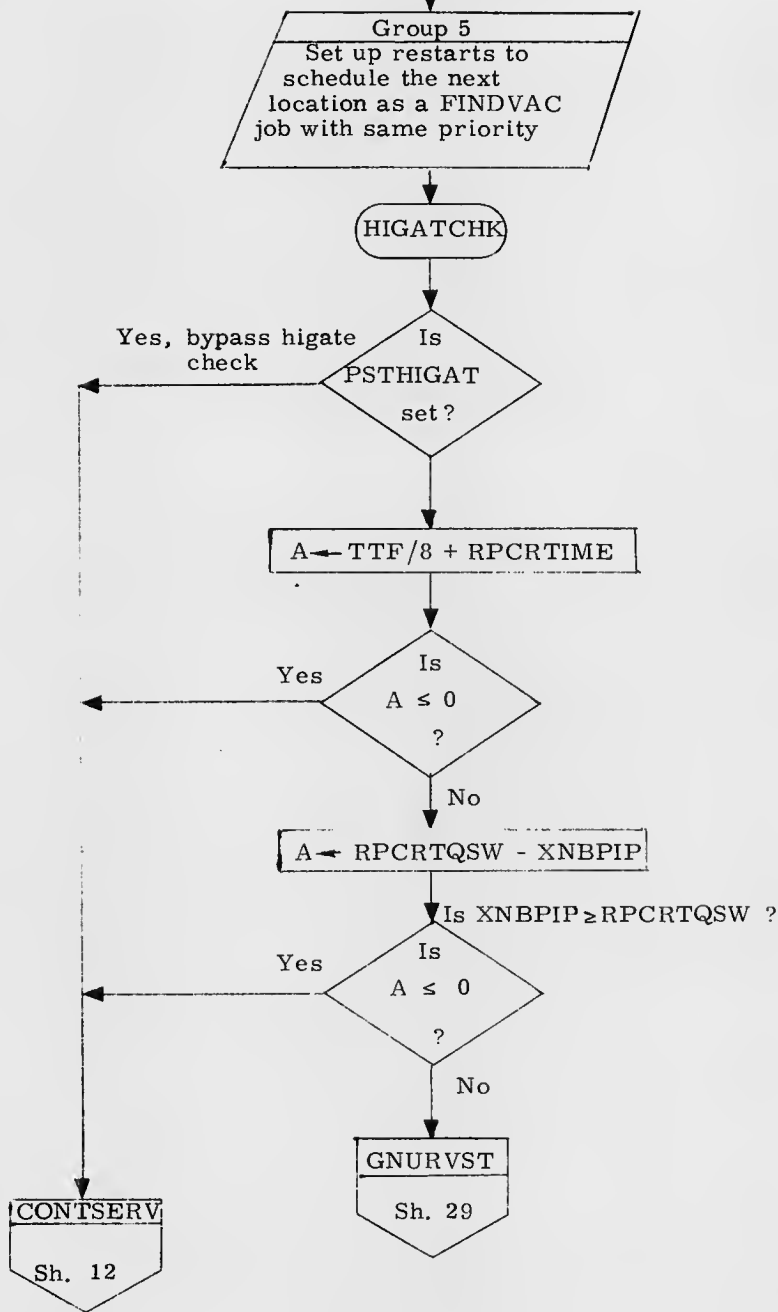 Group 5
Set up restarts to
schedule the next
location as a FINDVAC
job with same priority
HIGATCHK
Yes, bypass higate
check
Is
PSTHIGAT
set?
A ← TTF/8 + RPCRTIME
Yes
Is
A ≤ 0
?
No
A ← RPCRTQSW - XNBPIP
Is XNBPIP ≥ RPCRTQSW ?
Yes
Is
A ≤ 0
?
No
GNURVST
Sh. 29
CONTSERV
Sh. 12